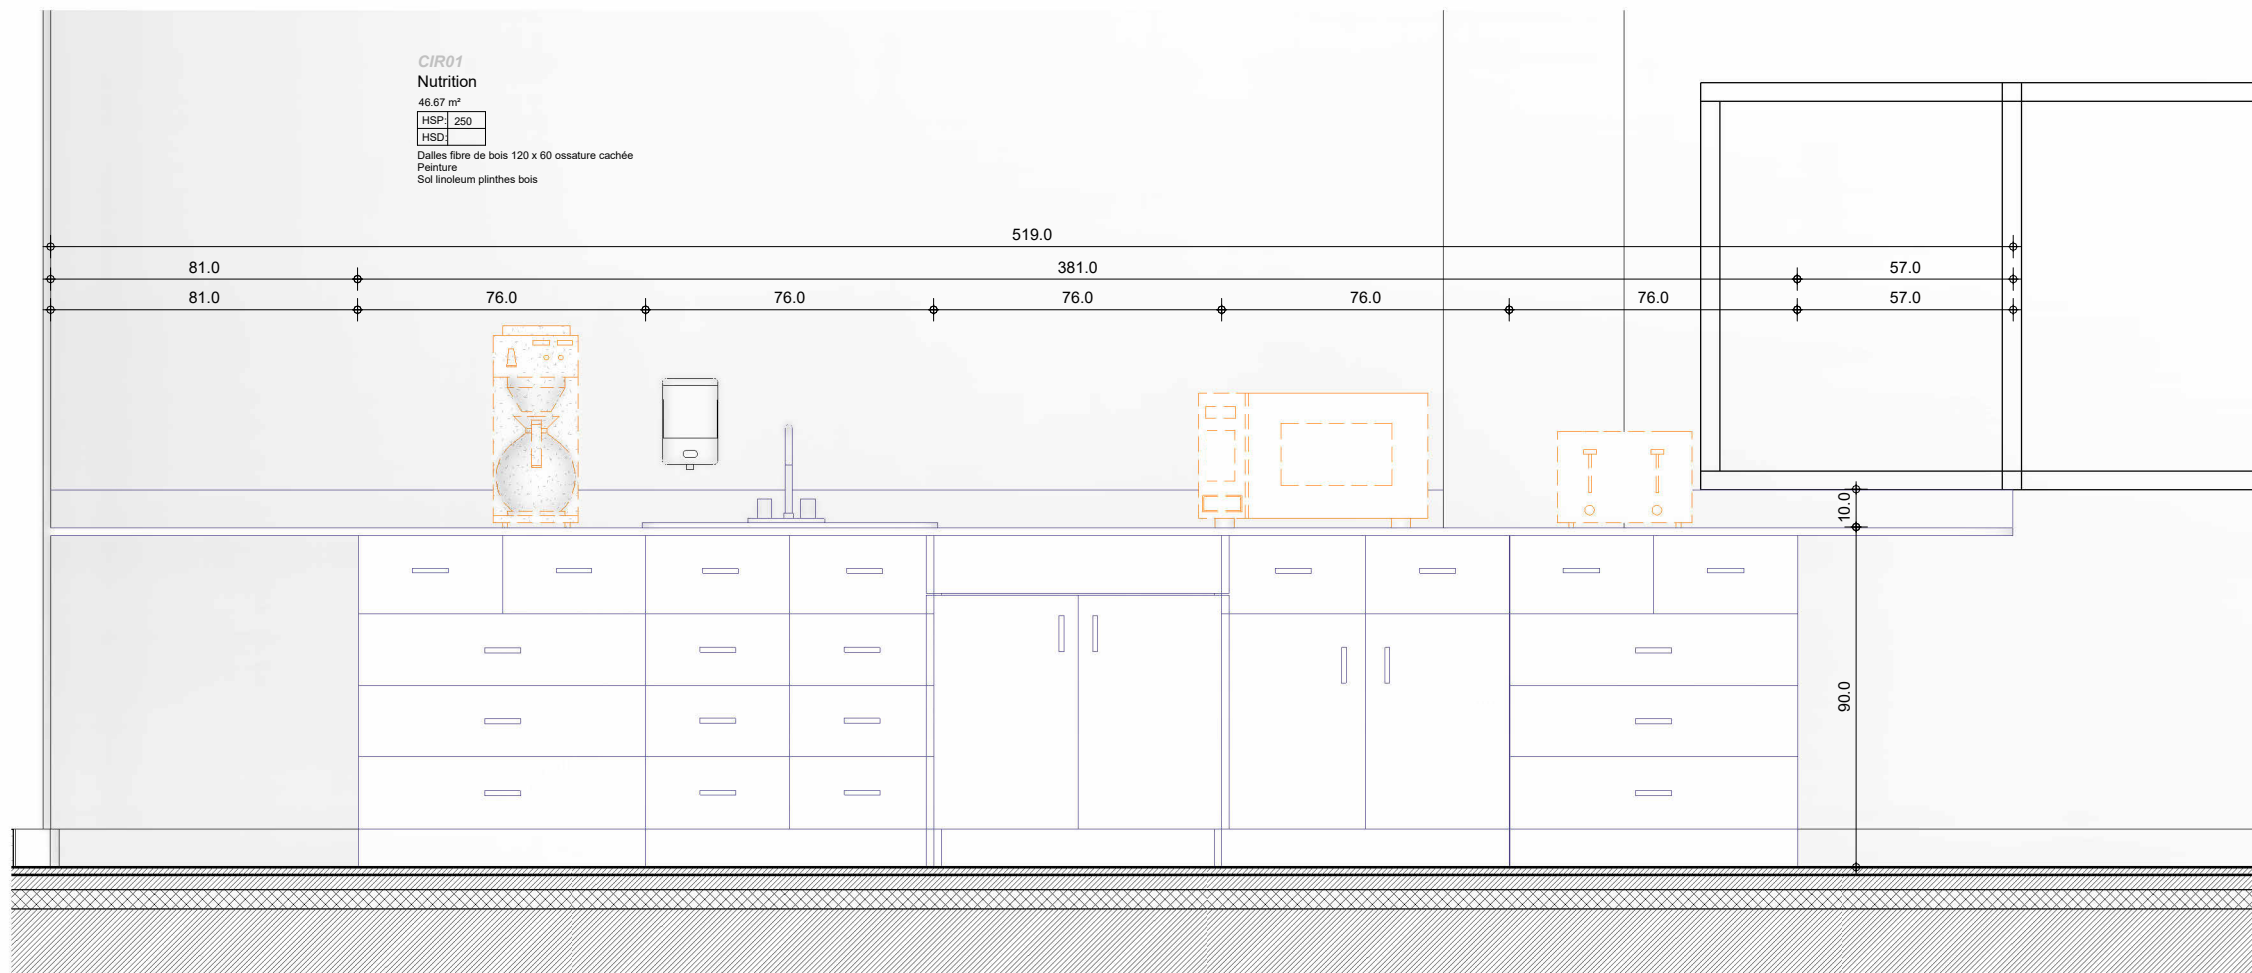 CIR01
Nutrition
46.67 m²
HSP: 250
HSD:
Dalles fibre de bois 120 x 60 ossature cachée
Peinture
Sol linoleum plinthes bois
519.0
81.0 381.0 57.0
81.0 76.0 76.0 76.0 76.0 76.0 57.0
10.0
90.0